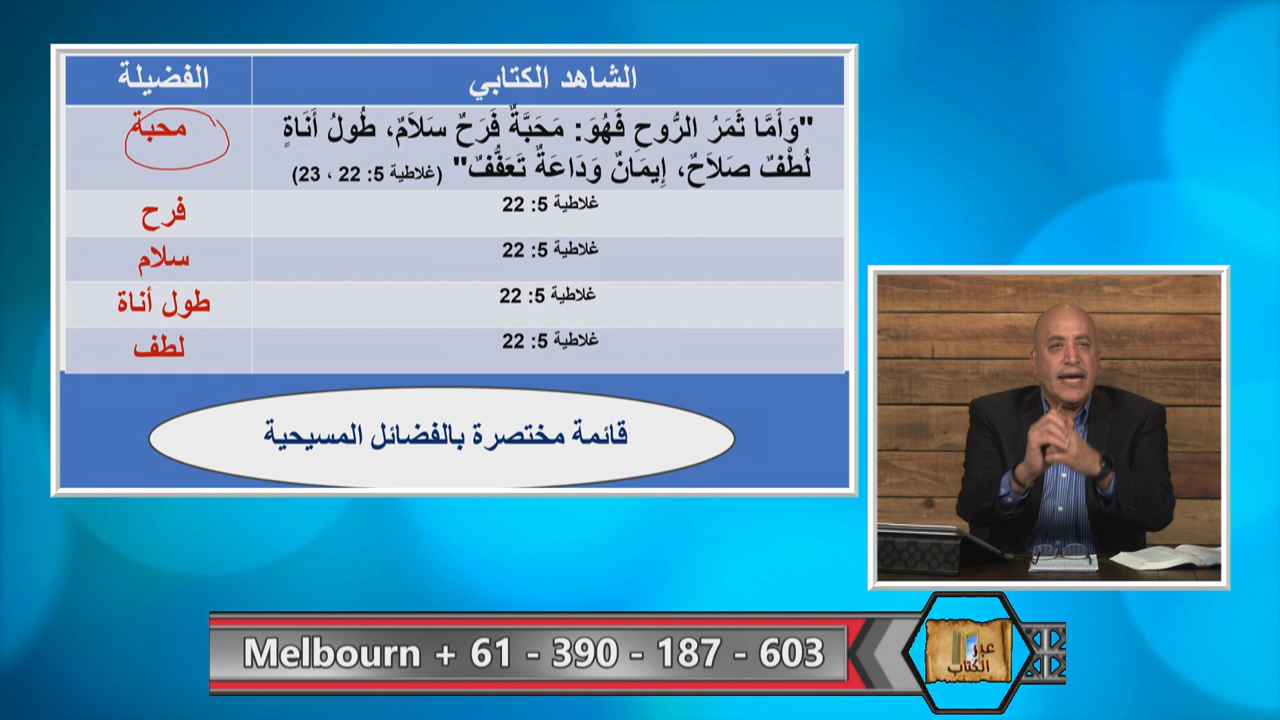 الشاهد الكتابي الفضيلة
"وَأَمَّا ثَمَرُ الرُّوحِ فَهُوَ: مَحَبَّةٌ فَرَحٌ سَلاَمٌ، طُولُ أَنَاةٍ محبة
لُطْفٌ صَلاَحٌ، إِيمَانٌ وَدَاعَةٌ تَعَفُّفٌ" (غلاطية 5: 22 ، 23)
غلاطية 5: 22 فرح
غلاطية 5: 22 سلام
غلاطية 5: 22 طول أناة
غلاطية 5: 22 لطف
قائمة مختصرة بالفضائل المسيحية
Melbourn + 61 - 390 - 187 - 603
عبر
الكتاب